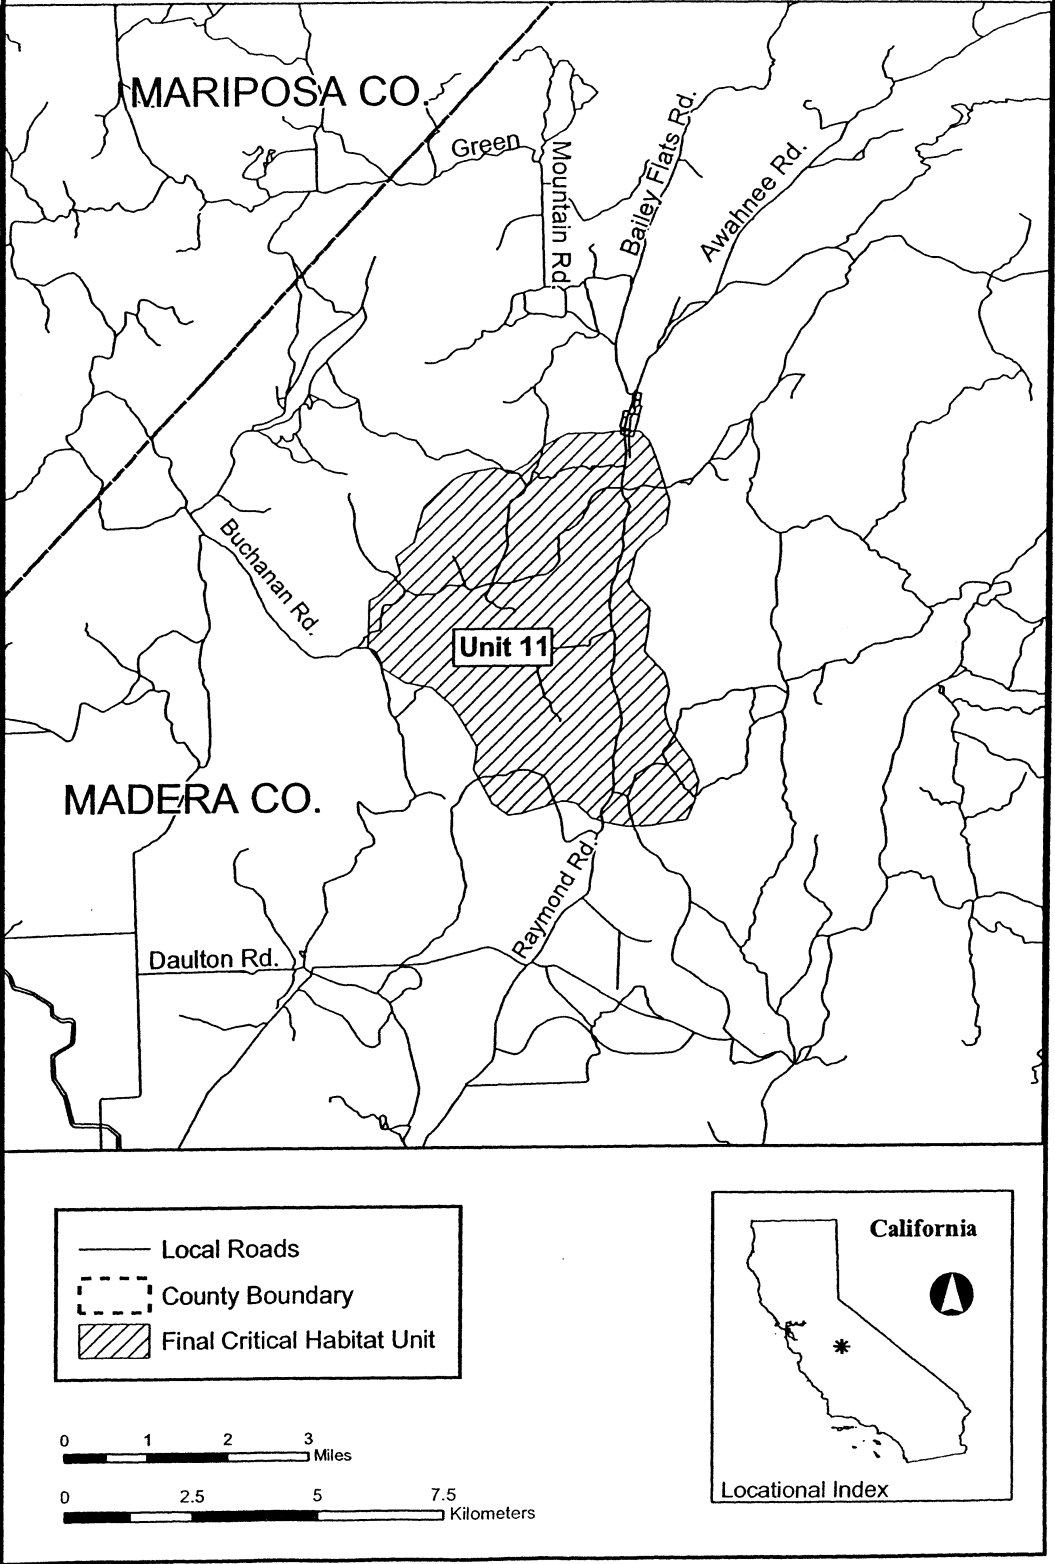 MARIPOSA CO.
Green
Mountain Rd.
Bailey Flats Rd.
Awahnee Rd.
Buchanan Rd.
Unit 11
MADERA CO.
Raymond Rd.
Daulton Rd.
Local Roads
County Boundary
Final Critical Habitat Unit
0 1 2 3
Miles
0 2.5 5 7.5
Kilometers
California
Locational Index